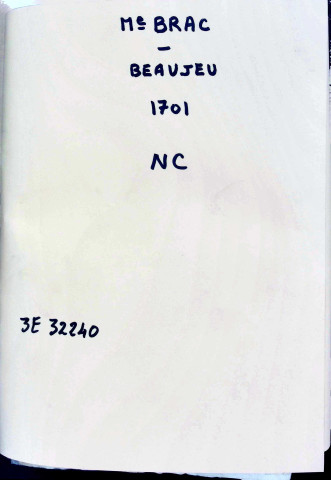 Me BRAC
-
BEAUJEU
1701
NC
3E 32240